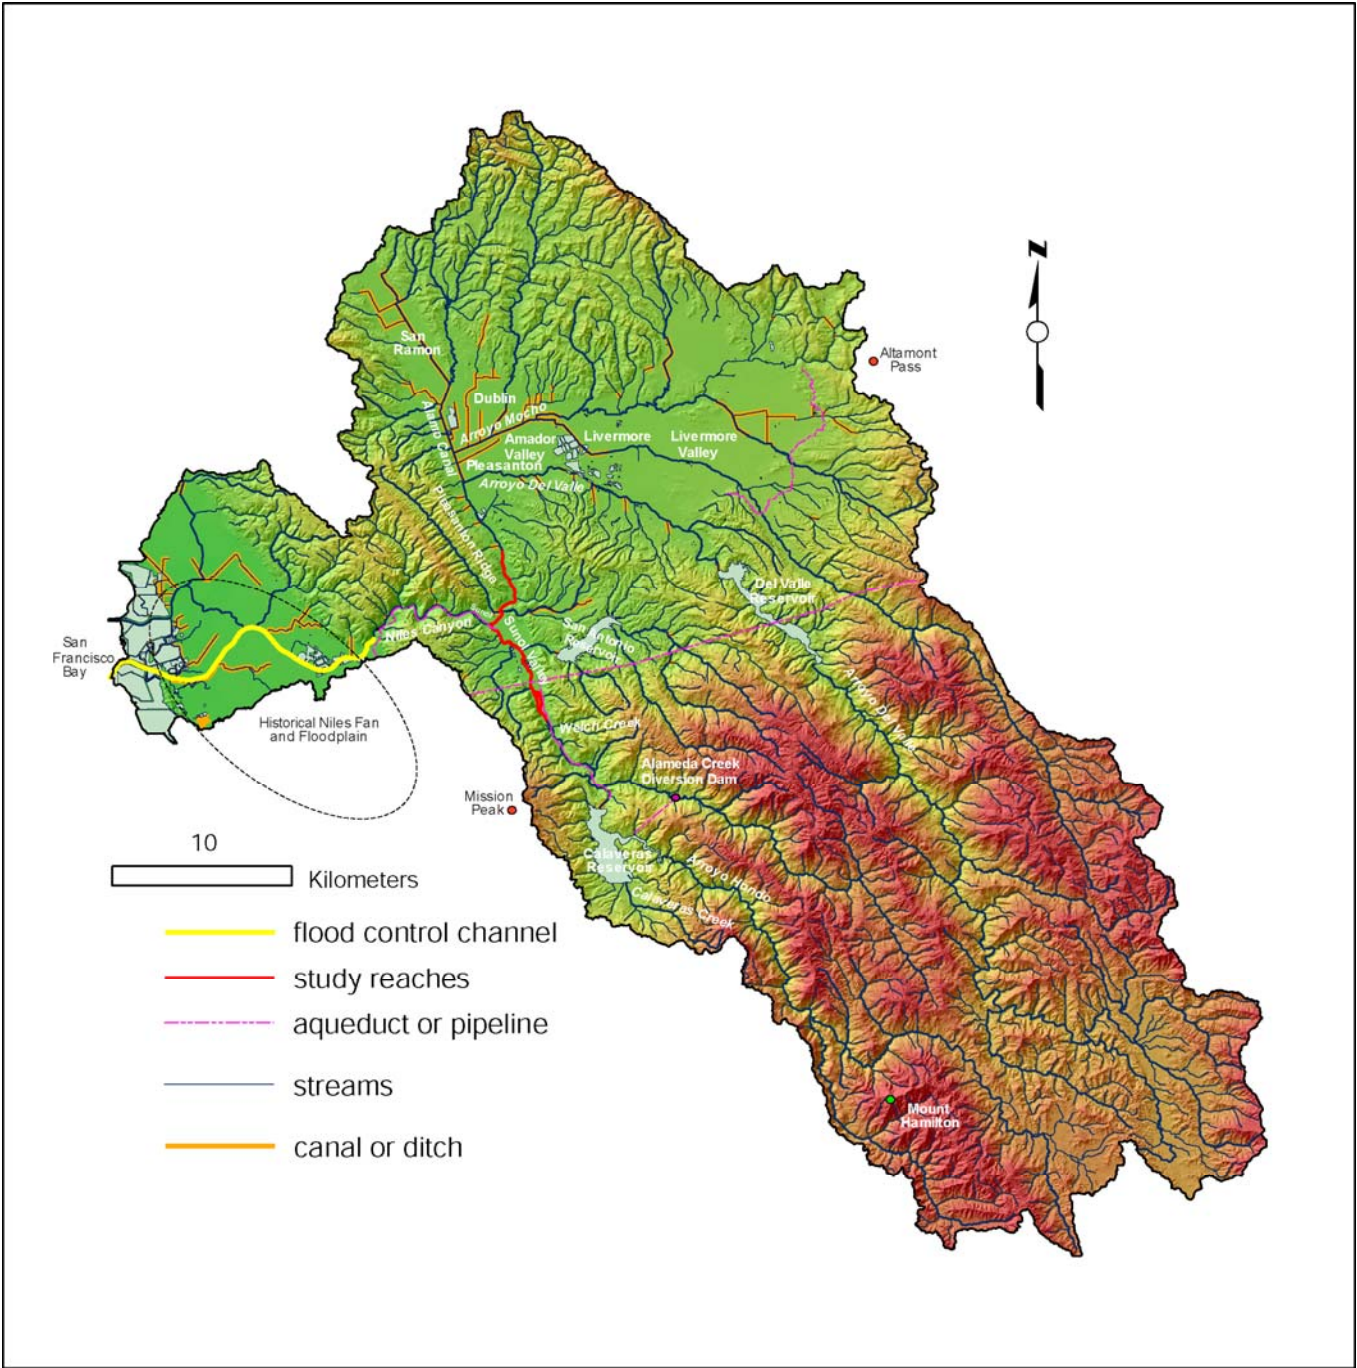 N
Altamont
Pass
San
Ramon
Dublin
Alamo Canal
Arroyo Mocho
Amador
Valley
Livermore
Livermore
Valley
Pleasanton
Arroyo Del Valle
Pleasanton Ridge
Del Valle
Reservoir
Niles Canyon
Sunol Valley
San Antonio
Reservoir
San
Francisco
Bay
Arroyo Del Valle
Historical Niles Fan
and Floodplain
Welch Creek
Alameda Creek
Diversion Dam
Mission
Peak
Calaveras
Reservoir
Arroyo Hondo
Calaveras Creek
10
Kilometers
flood control channel
study reaches
aqueduct or pipeline
streams
canal or ditch
Mount
Hamilton